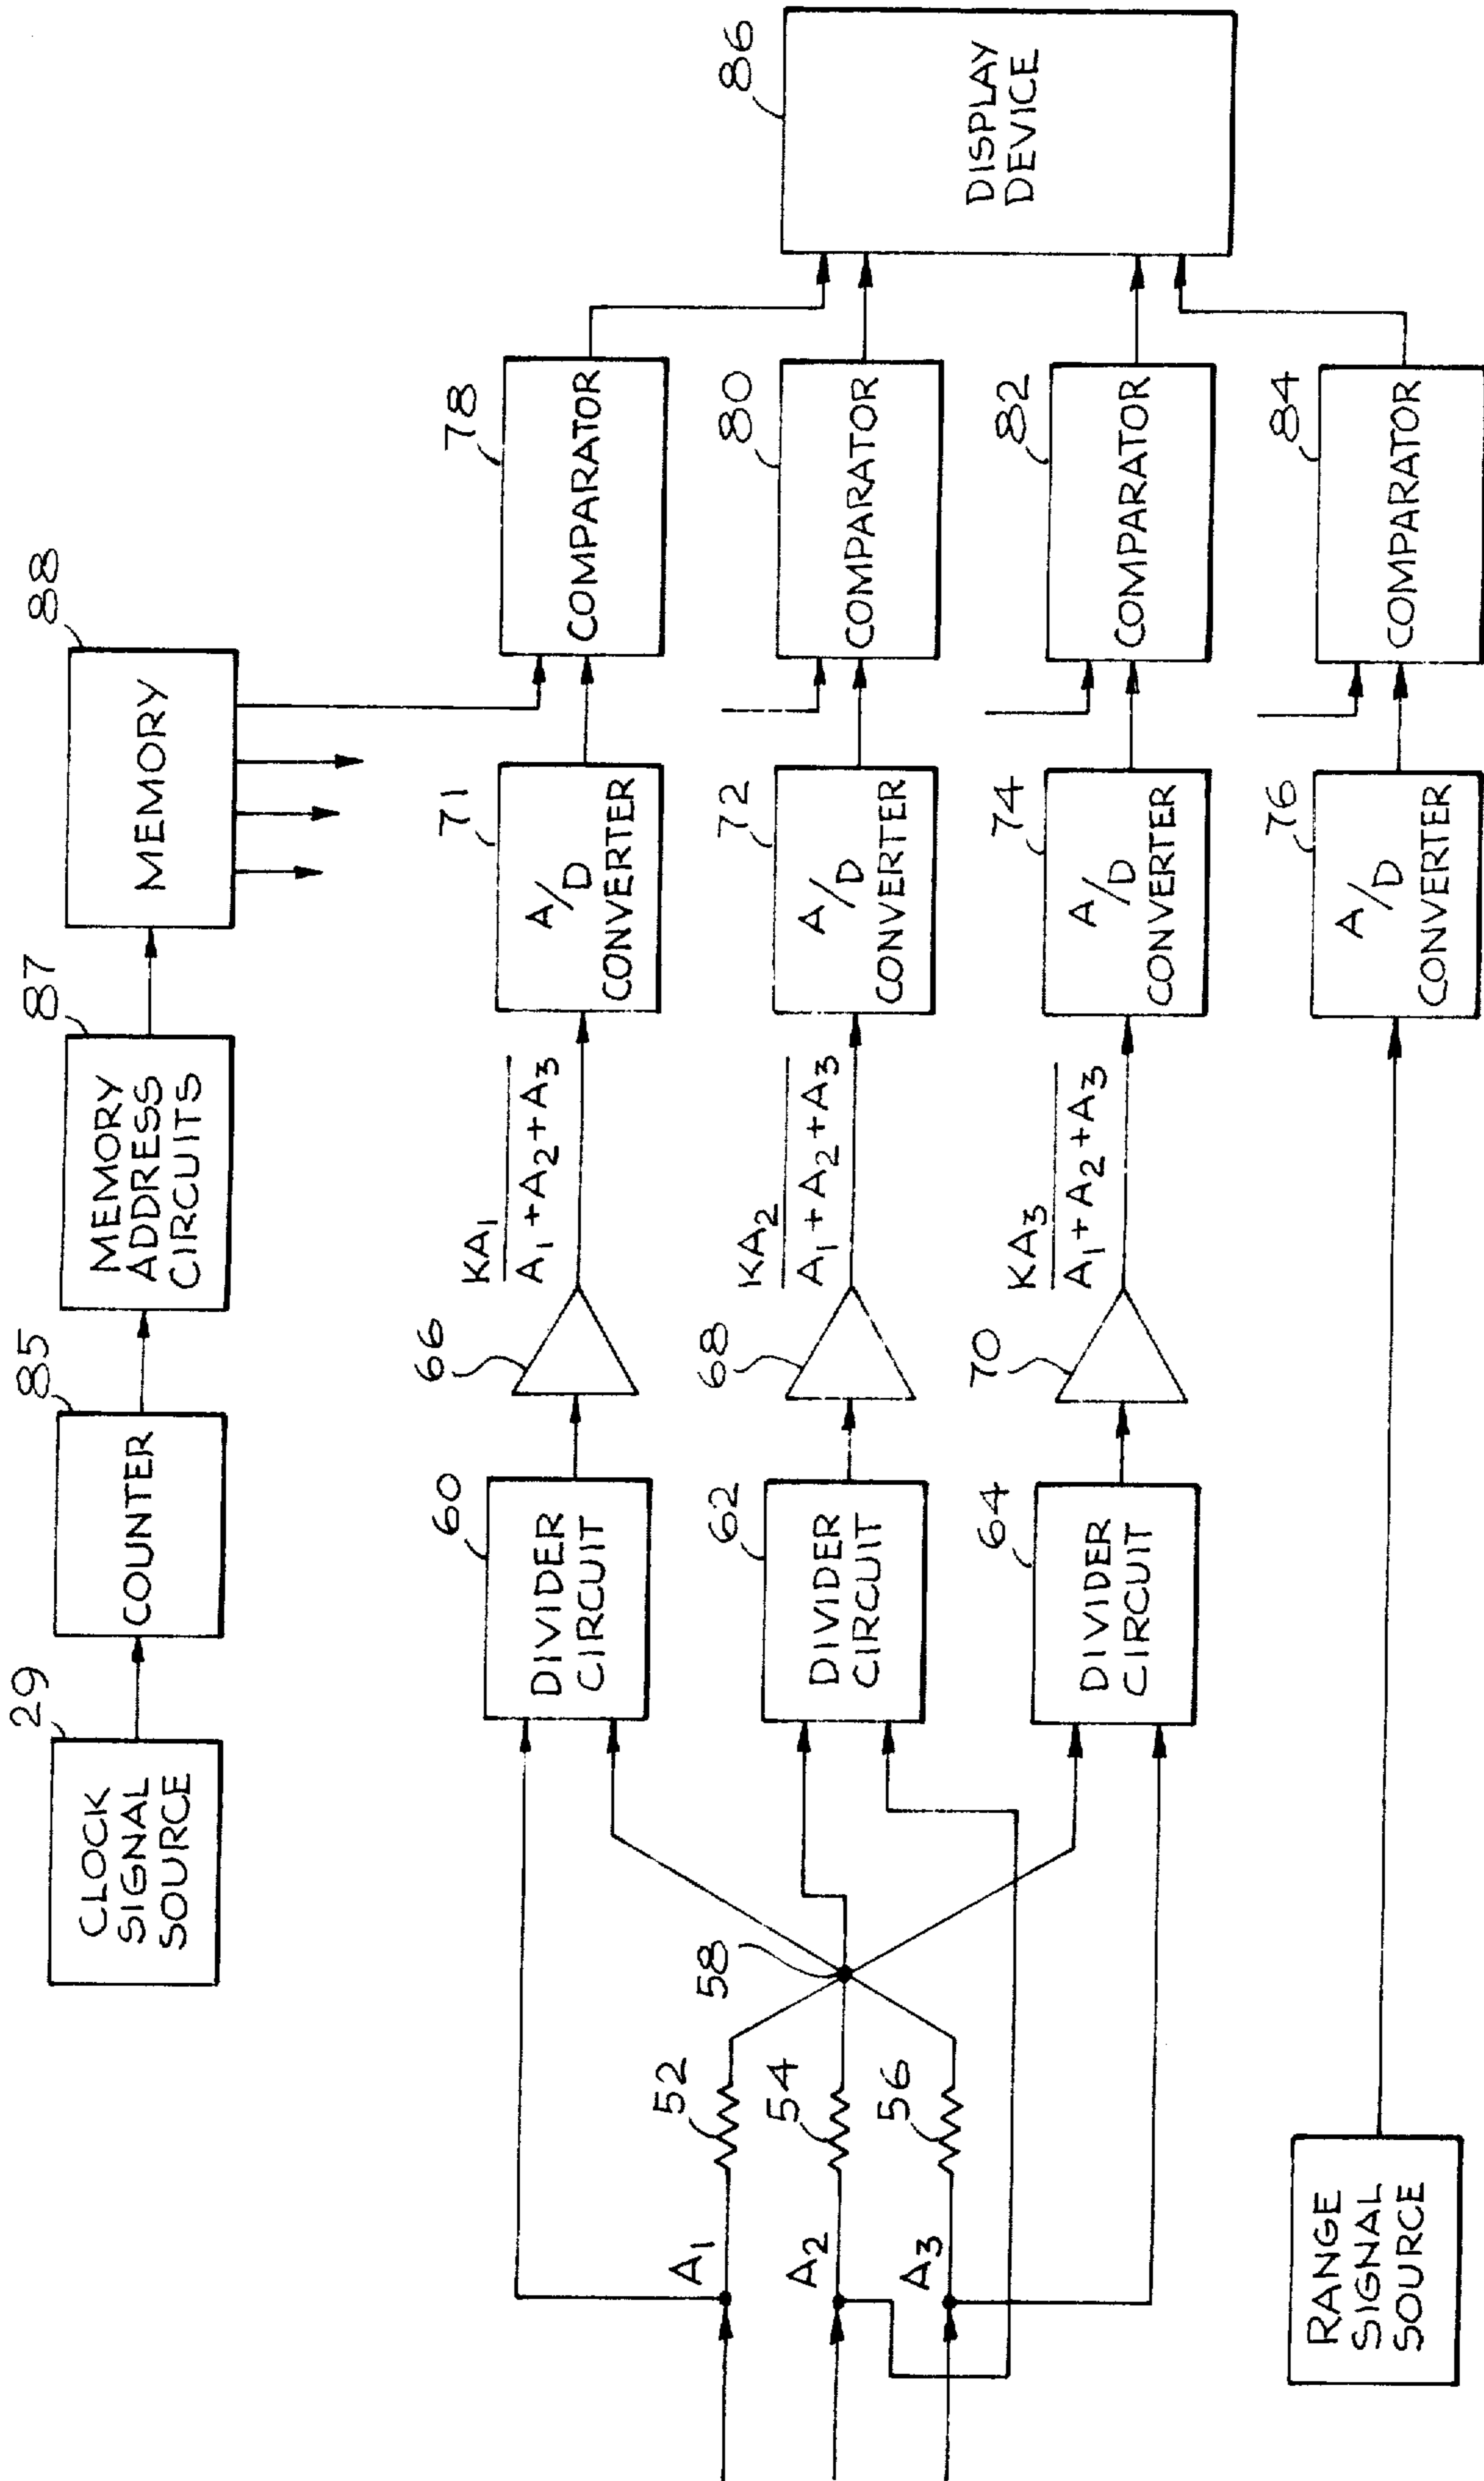 29
CLOCK
SIGNAL
SOURCE
85
COUNTER
87
MEMORY
ADDRESS
CIRCUITS
88
MEMORY
A1
52
A2
54
A3
56
58
60
DIVIDER
CIRCUIT
66
KA1
A1+A2+A3
71
A/D
CONVERTER
78
COMPARATOR
62
DIVIDER
CIRCUIT
68
KA2
A1+A2+A3
72
A/D
CONVERTER
80
COMPARATOR
64
DIVIDER
CIRCUIT
70
KA3
A1+A2+A3
74
A/D
CONVERTER
82
COMPARATOR
RANGE
SIGNAL
SOURCE
76
A/D
CONVERTER
84
COMPARATOR
86
DISPLAY
DEVICE